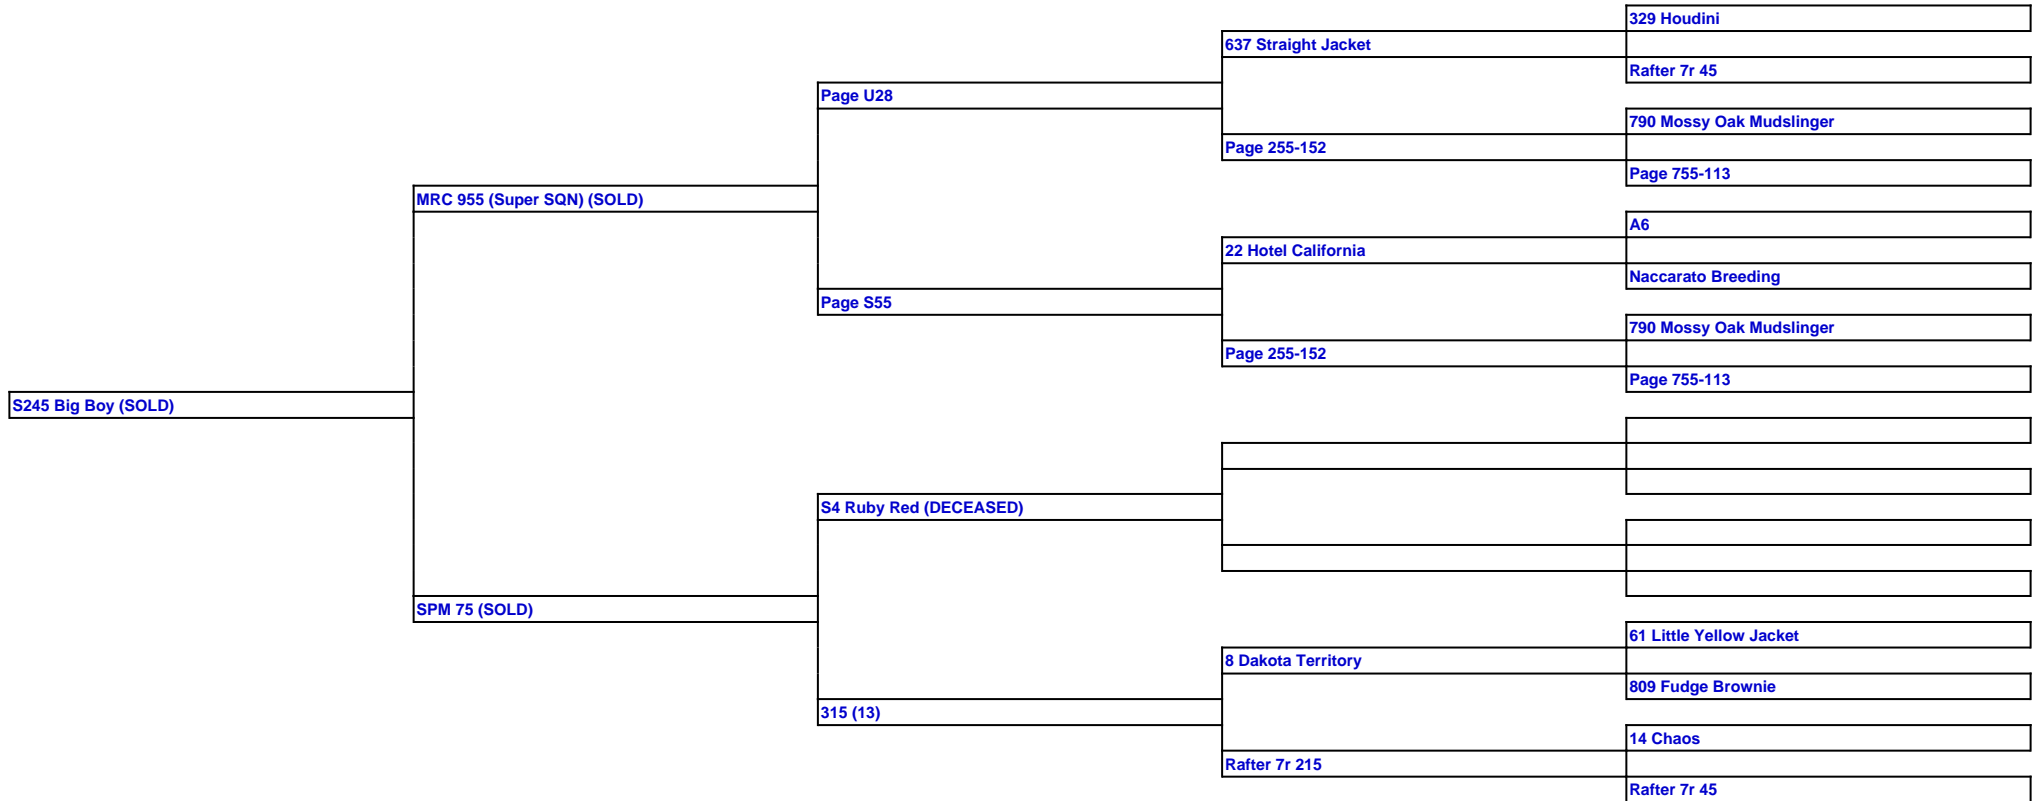 329 Houdini
637 Straight Jacket
Rafter 7r 45
Page U28
790 Mossy Oak Mudslinger
Page 255-152
Page 755-113
MRC 955 (Super SQN) (SOLD)
A6
22 Hotel California
Naccarato Breeding
Page S55
790 Mossy Oak Mudslinger
Page 255-152
Page 755-113
S245 Big Boy (SOLD)
S4 Ruby Red (DECEASED)
SPM 75 (SOLD)
61 Little Yellow Jacket
8 Dakota Territory
809 Fudge Brownie
315 (13)
14 Chaos
Rafter 7r 215
Rafter 7r 45